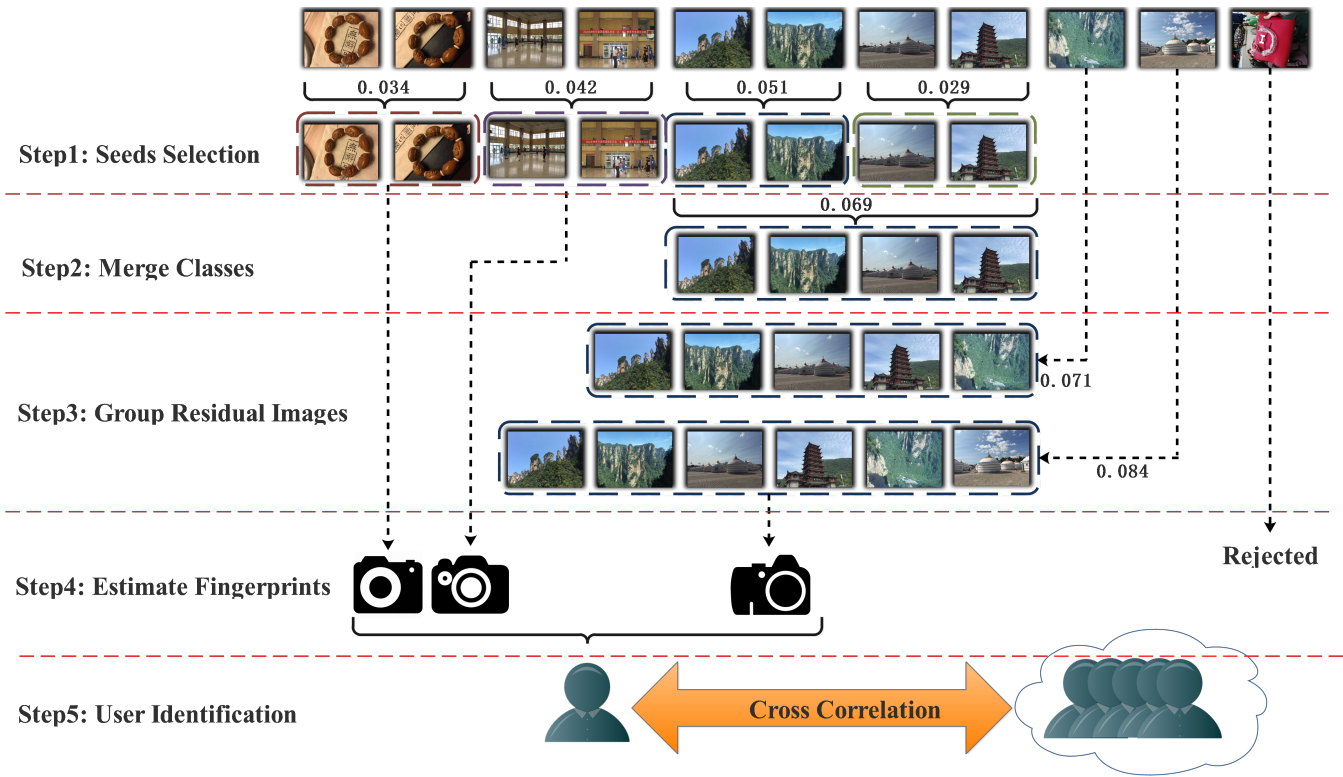 0.034
0.042
0.051
0.029
Step1: Seeds Selection
0.069
Step2: Merge Classes
0.071
Step3: Group Residual Images
0.084
Rejected
Step4: Estimate Fingerprints
Step5: User Identification
Cross Correlation